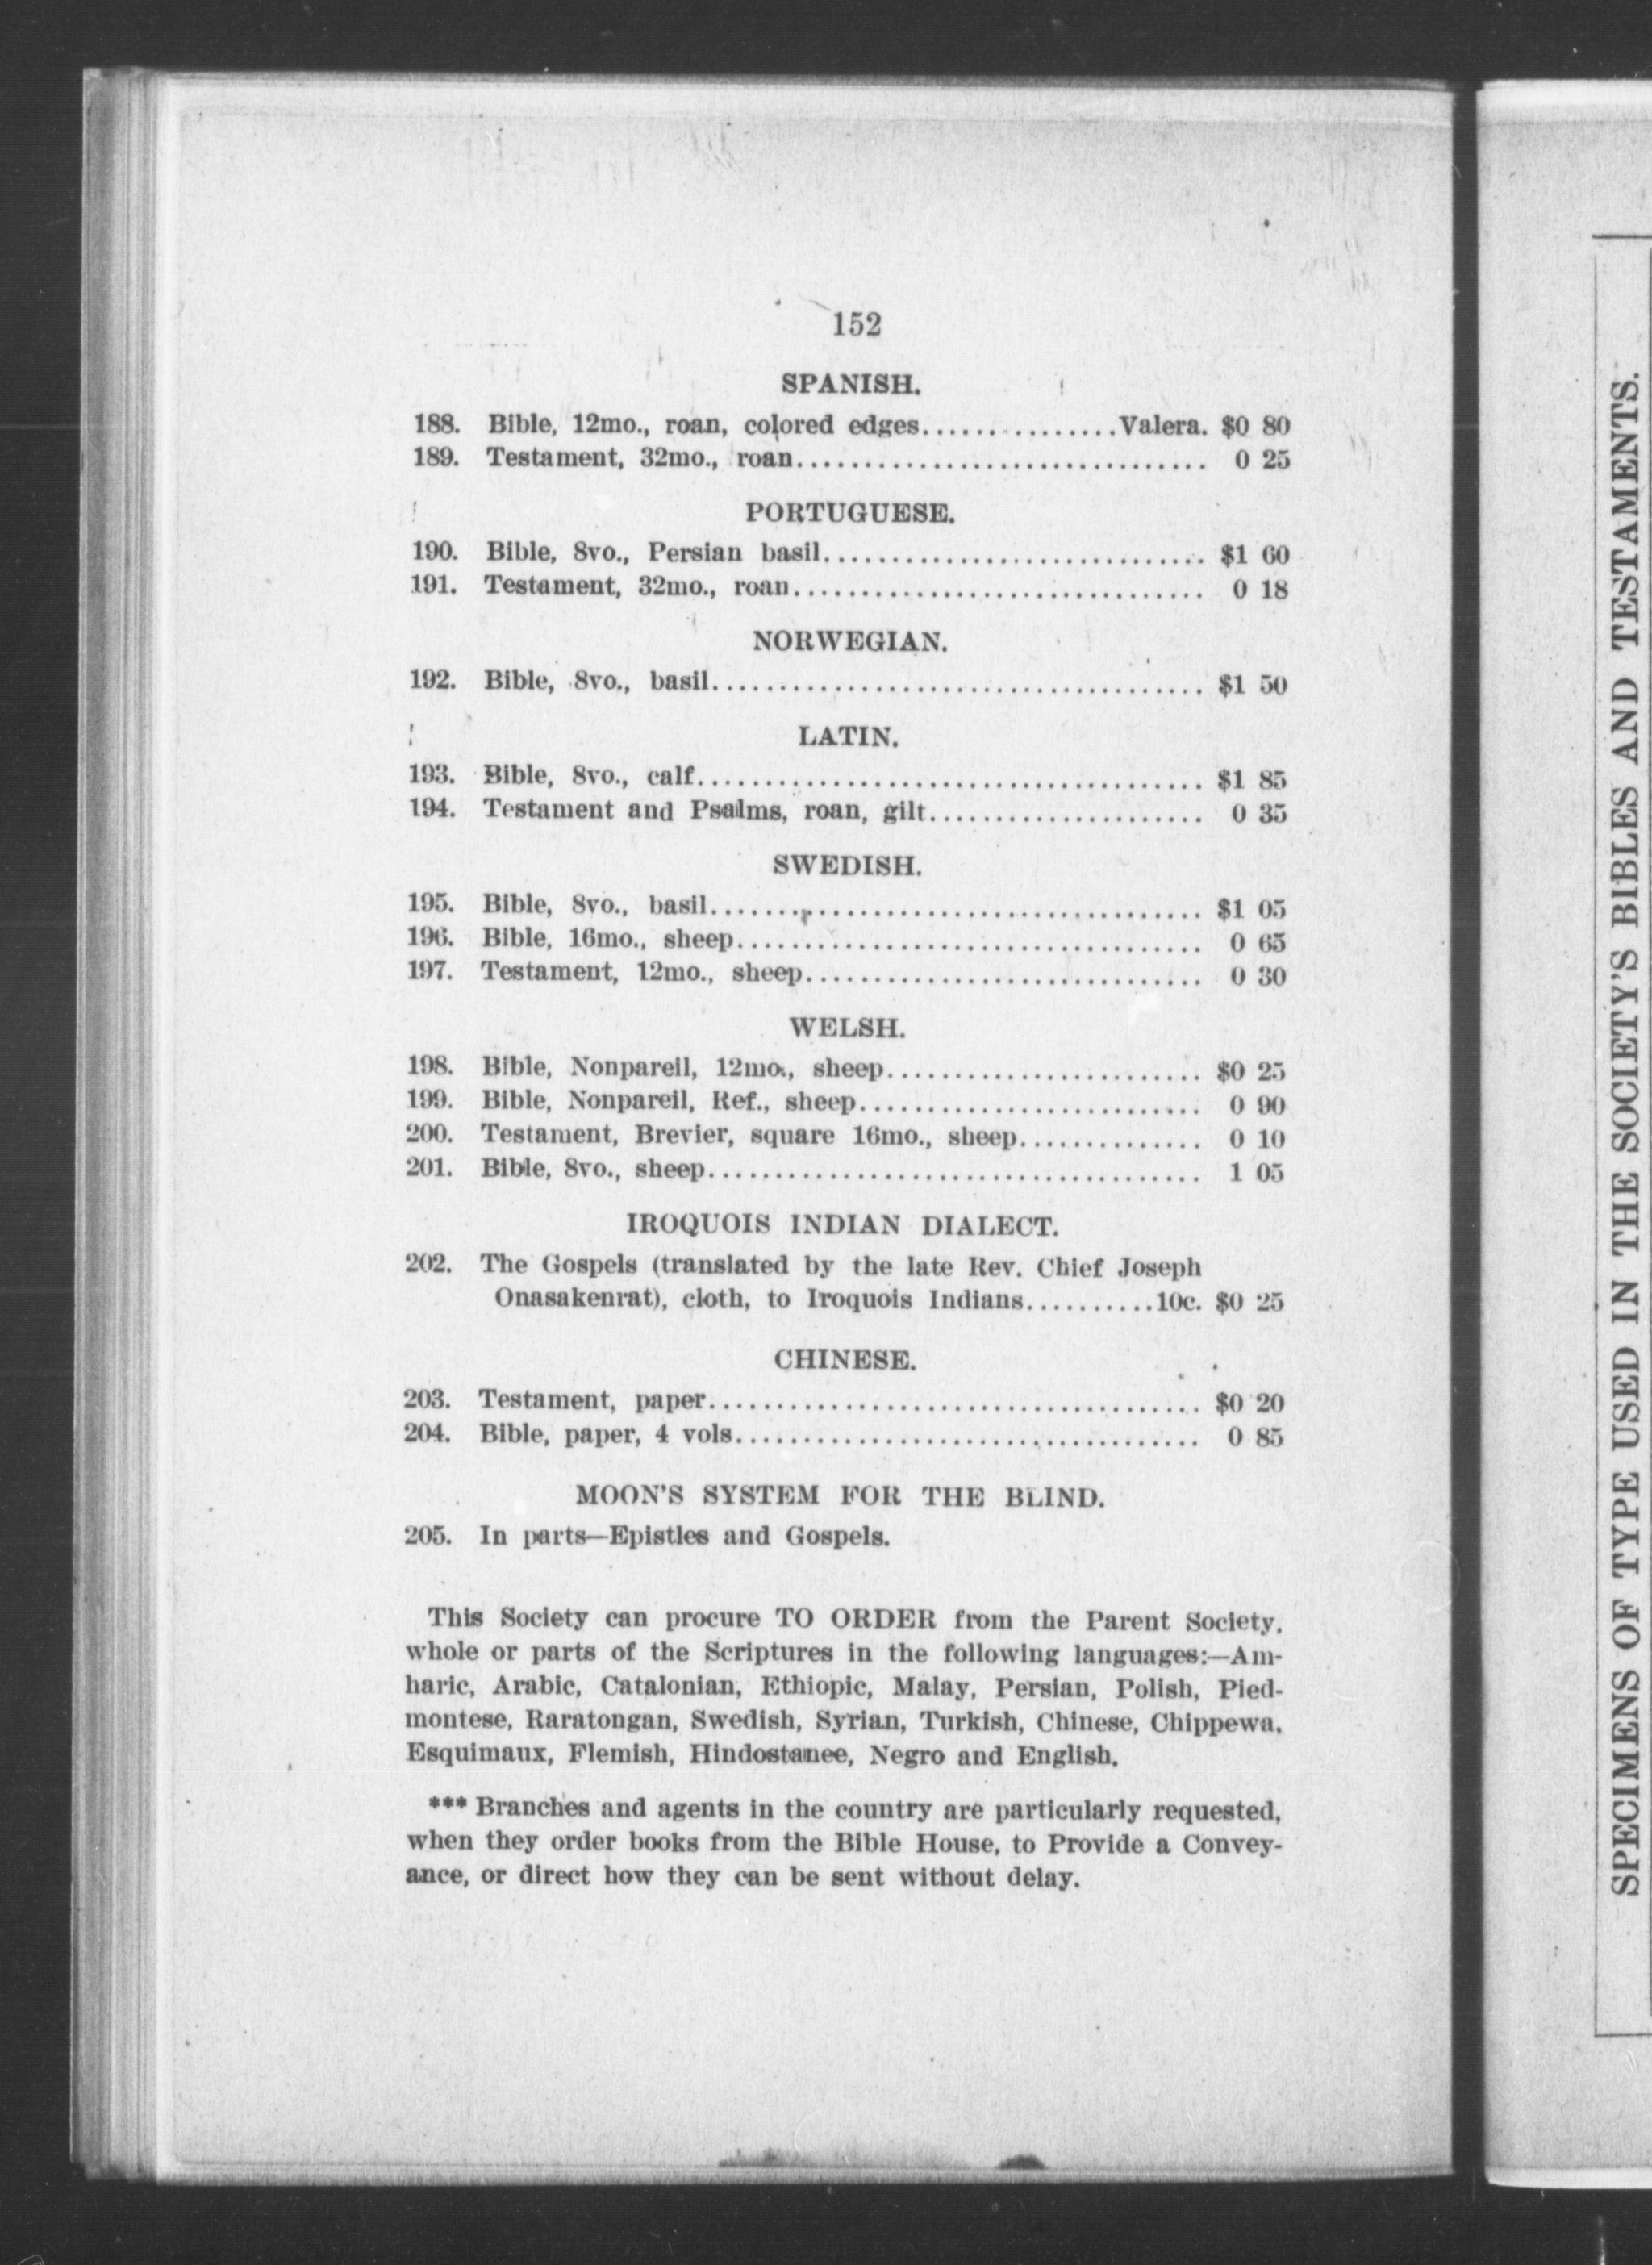 152
SPANISH.
188. Bible, 12mo., roan, colored edges...............Valera. $0 80
189. Testament, 32mo., roan............................... 0 25
PORTUGUESE.
190. Bible, 8vo., Persian basil............................. $1 60
191. Testament, 32mo., roan............................... 0 18
NORWEGIAN.
192. Bible, 8vo., basil..................................... $1 50
LATIN.
193. Bible, 8vo., calf...................................... $1 85
194. Testament and Psalms, roan, gilt..................... 0 35
SWEDISH.
195. Bible, 8vo., basil..................................... $1 05
196. Bible, 16mo., sheep................................... 0 65
197. Testament, 12mo., sheep.............................. 0 30
WELSH.
198. Bible, Nonpareil, 12mo., sheep........................ $0 25
199. Bible, Nonpareil, Ref., sheep.......................... 0 90
200. Testament, Brevier, square 16mo., sheep.............. 0 10
201. Bible, 8vo., sheep..................................... 1 05
IROQUOIS INDIAN DIALECT.
202. The Gospels (translated by the late Rev. Chief Joseph
Onasakenrat), cloth, to Iroquois Indians..........10c. $0 25
CHINESE.
203. Testament, paper..................................... $0 20
204. Bible, paper, 4 vols................................... 0 85
MOON'S SYSTEM FOR THE BLIND.
205. In parts—Epistles and Gospels.
This Society can procure TO ORDER from the Parent Society,
whole or parts of the Scriptures in the following languages:—Am-
haric, Arabic, Catalonian, Ethiopic, Malay, Persian, Polish, Pied-
montese, Raratongan, Swedish, Syrian, Turkish, Chinese, Chippewa,
Esquimaux, Flemish, Hindostanee, Negro and English.
*** Branches and agents in the country are particularly requested,
when they order books from the Bible House, to Provide a Convey-
ance, or direct how they can be sent without delay.
SPECIMENS OF TYPE USED IN THE SOCIETY'S BIBLES AND TESTAMENTS.